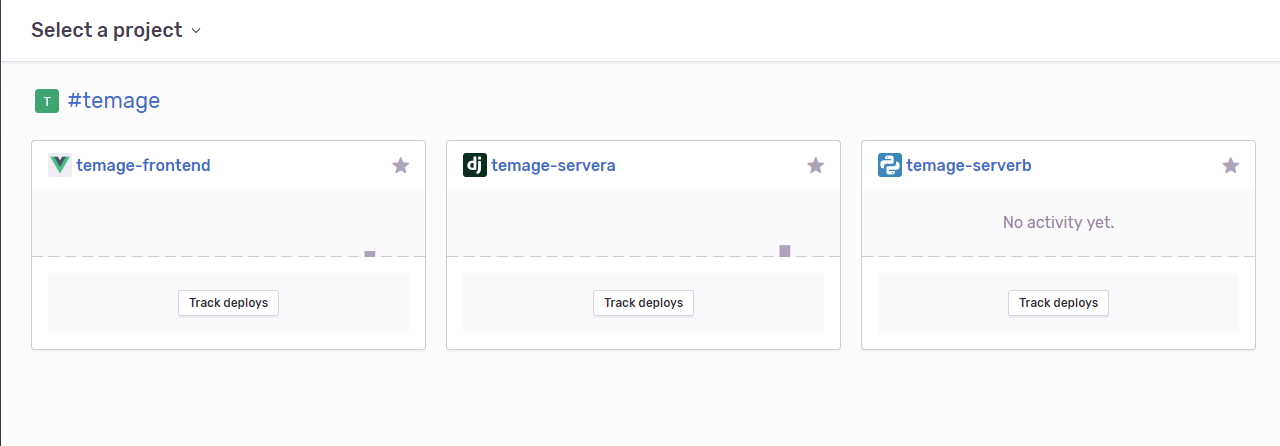 Select a project
T #temage
temage-frontend
dj temage-servera
temage-serverb
No activity yet.
Track deploys
Track deploys
Track deploys